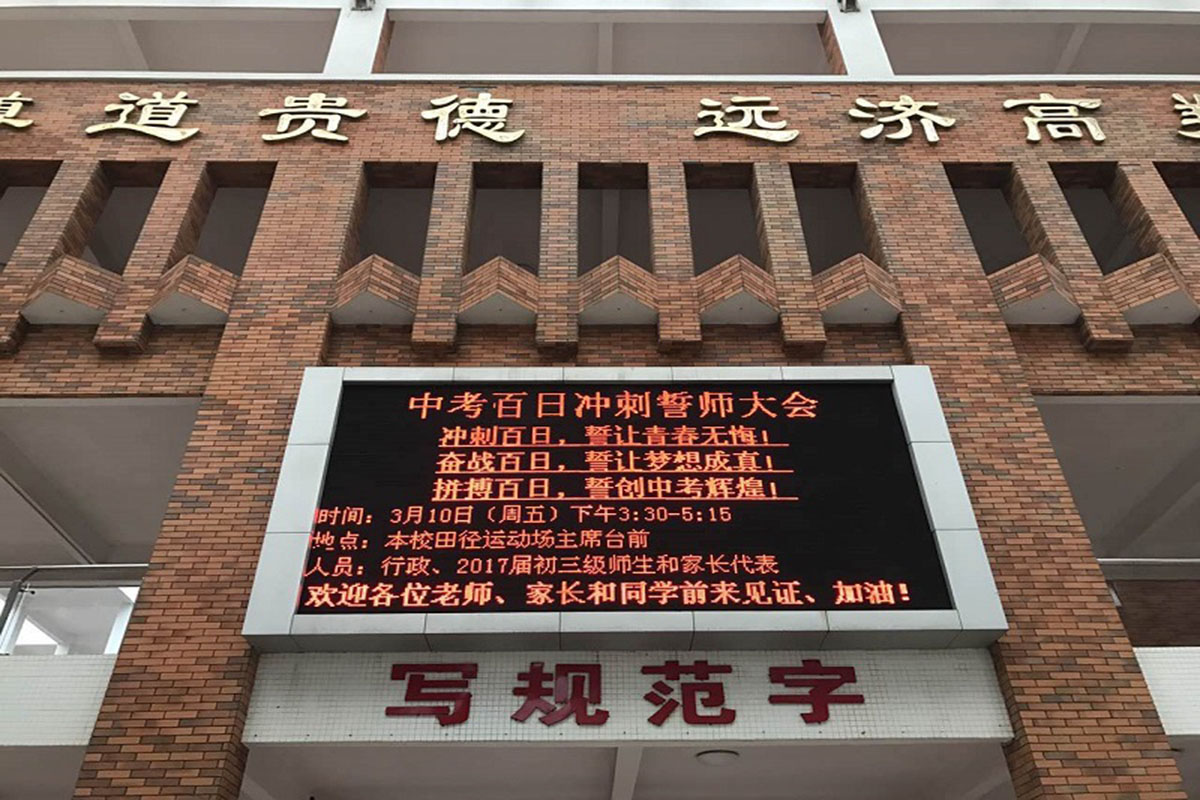 道贵德 远济高
中考百日冲刺誓师大会
冲刺百日，誓让青春无悔！
奋战百日，誓让梦想成真！
拼搏百日，誓创中考辉煌！
时间：3月10日（周五）下午3:30-5:15
地点：本校田径运动场主席台前
人员：行政、2017届初三级师生和家长代表
欢迎各位老师、家长和同学前来见证、加油！
写规范字